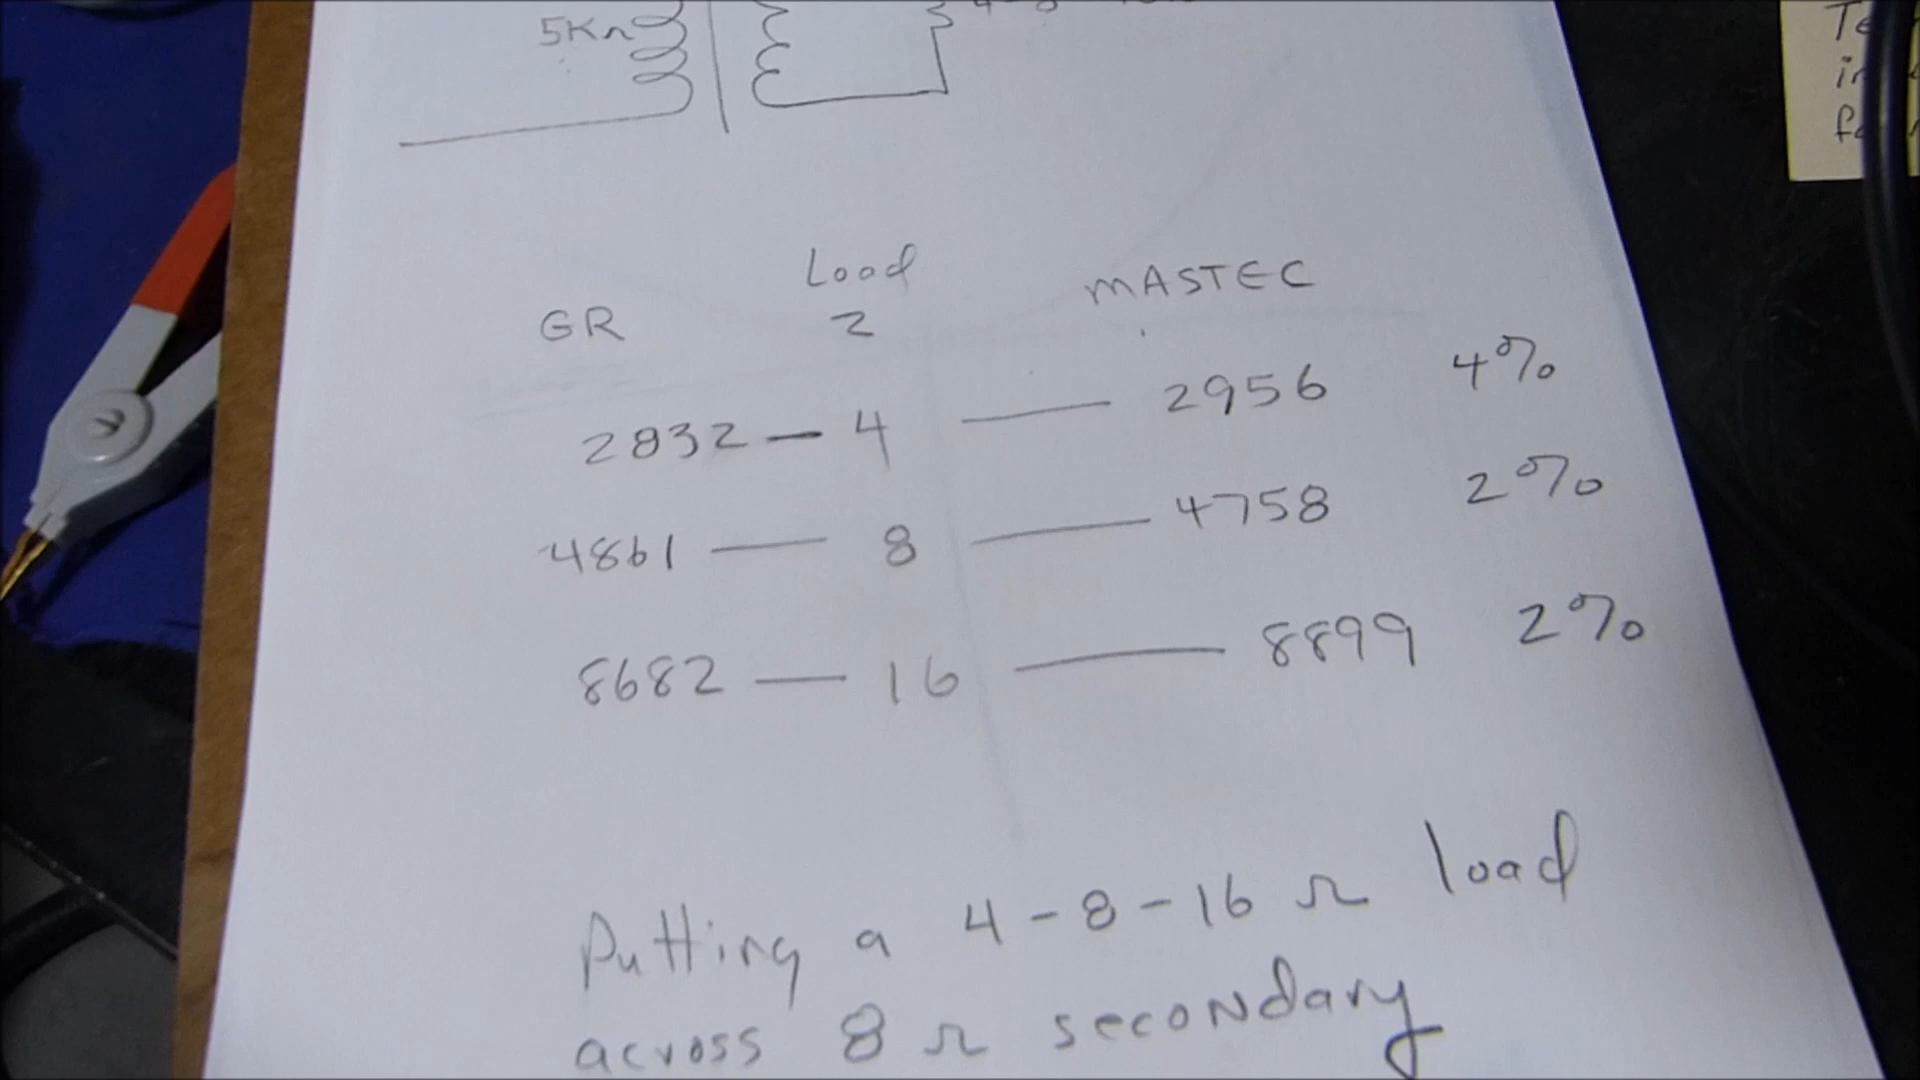 5KΩ
Load
GR Z MASTEC
2832 — 4 — 2956 4%
4861 — 8 — 4758 2%
8682 — 16 — 8899 2%
Putting a 4-8-16 Ω load
across 8 Ω secondary